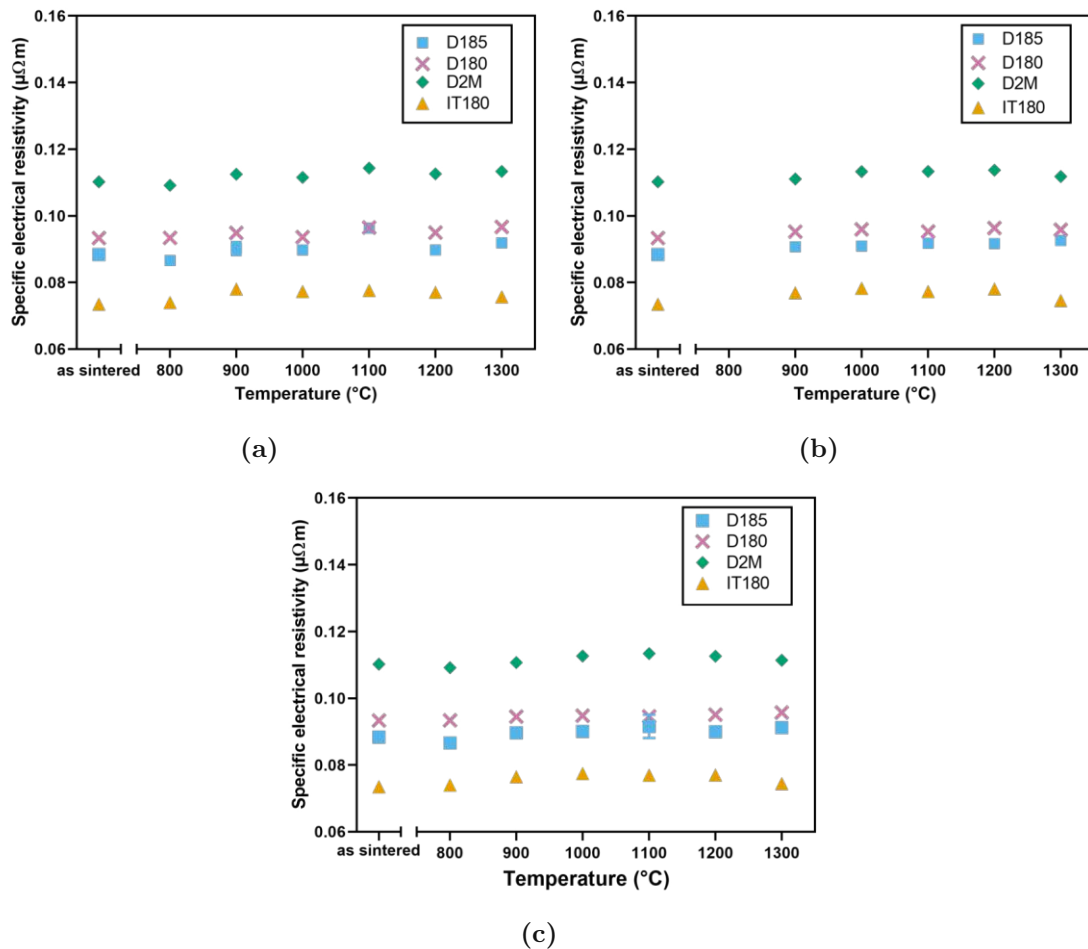 Specific electrical resistivity (μΩm)
0.16
0.14
0.12
0.10
0.08
0.06
D185
D180
D2M
IT180
as sintered 800 900 1000 1100 1200 1300
Temperature (°C)
(a)
Specific electrical resistivity (μΩm)
0.16
0.14
0.12
0.10
0.08
0.06
D185
D180
D2M
IT180
as sintered 800 900 1000 1100 1200 1300
Temperature (°C)
(b)
Specific electrical resistivity (μΩm)
0.16
0.14
0.12
0.10
0.08
0.06
D185
D180
D2M
IT180
as sintered 800 900 1000 1100 1200 1300
Temperature (°C)
(c)